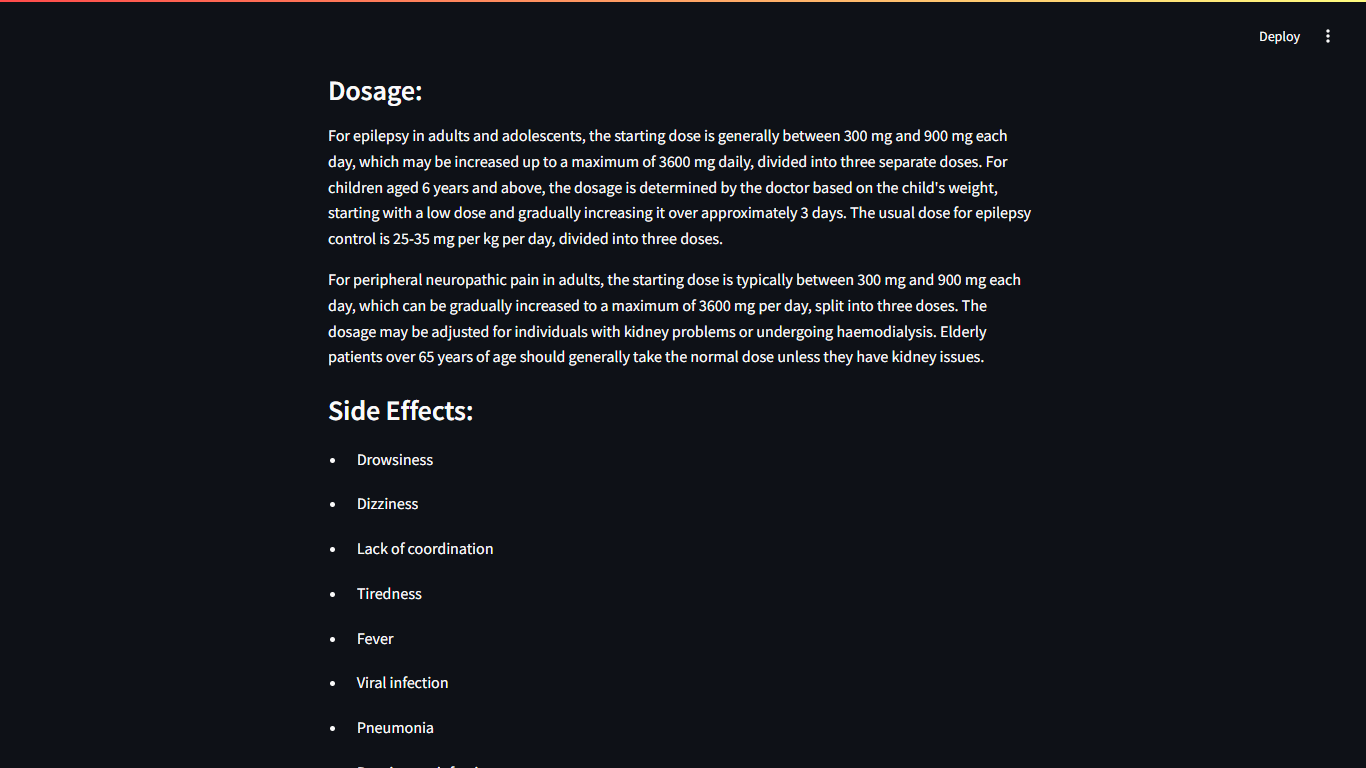 Deploy
Dosage:
For epilepsy in adults and adolescents, the starting dose is generally between 300 mg and 900 mg each
day, which may be increased up to a maximum of 3600 mg daily, divided into three separate doses. For
children aged 6 years and above, the dosage is determined by the doctor based on the child's weight,
starting with a low dose and gradually increasing it over approximately 3 days. The usual dose for epilepsy
control is 25-35 mg per kg per day, divided into three doses.
For peripheral neuropathic pain in adults, the starting dose is typically between 300 mg and 900 mg each
day, which can be gradually increased to a maximum of 3600 mg per day, split into three doses. The
dosage may be adjusted for individuals with kidney problems or undergoing haemodialysis. Elderly
patients over 65 years of age should generally take the normal dose unless they have kidney issues.
Side Effects:
• Drowsiness
• Dizziness
• Lack of coordination
• Tiredness
• Fever
• Viral infection
• Pneumonia